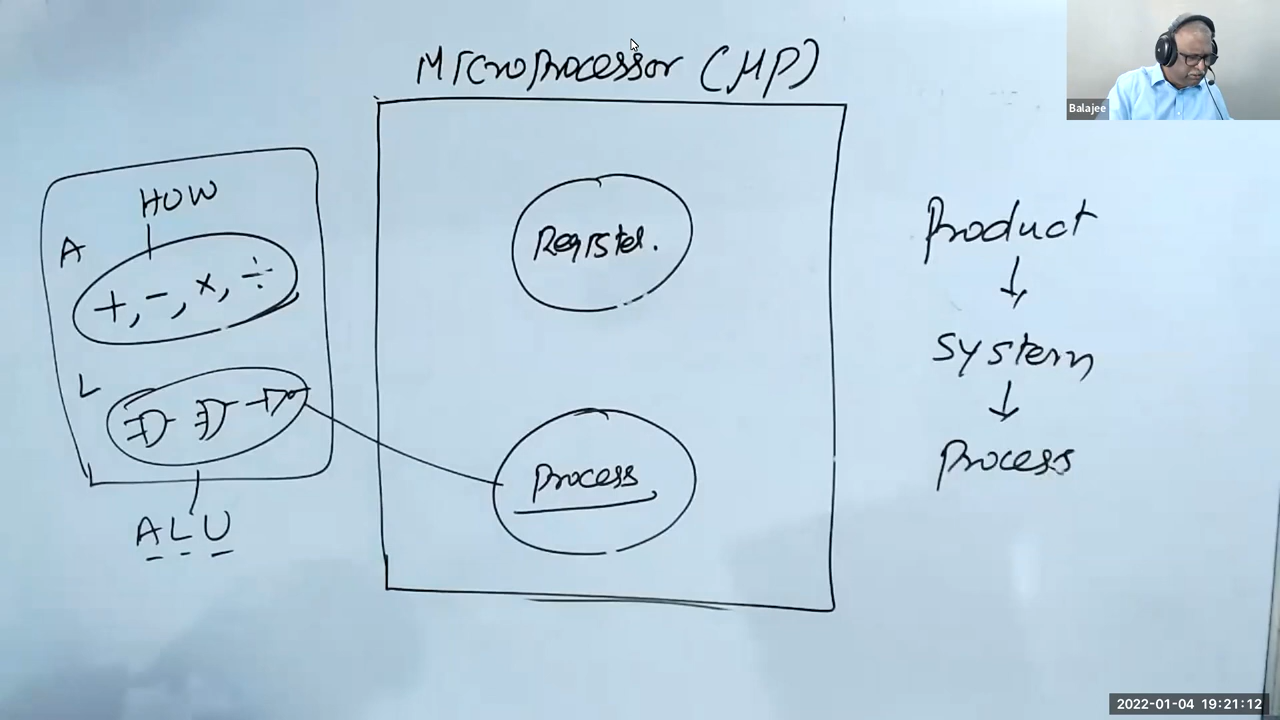 Microprocessor (μP)
Balajee
HOW
A
+, -, ×, ÷
L
ALU
Register.
Process
Product
↓
System
↓
Process
2022-01-04 19:21:12